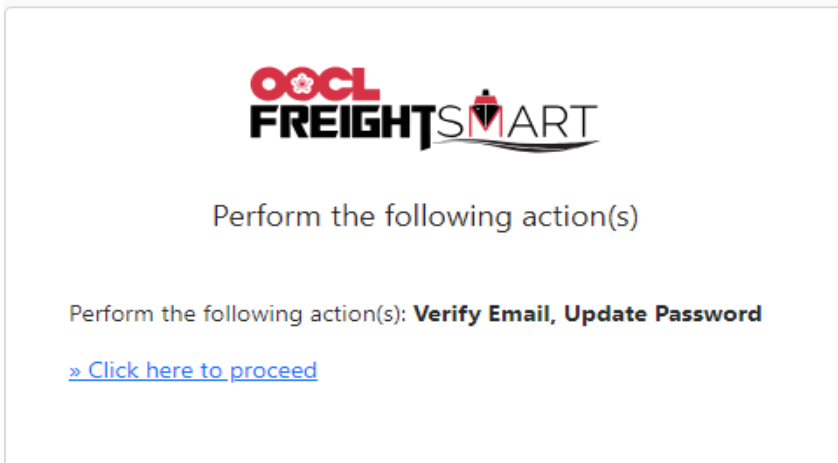 OOCL
FREIGHTSMART
Perform the following action(s)
Perform the following action(s): Verify Email, Update Password
» Click here to proceed